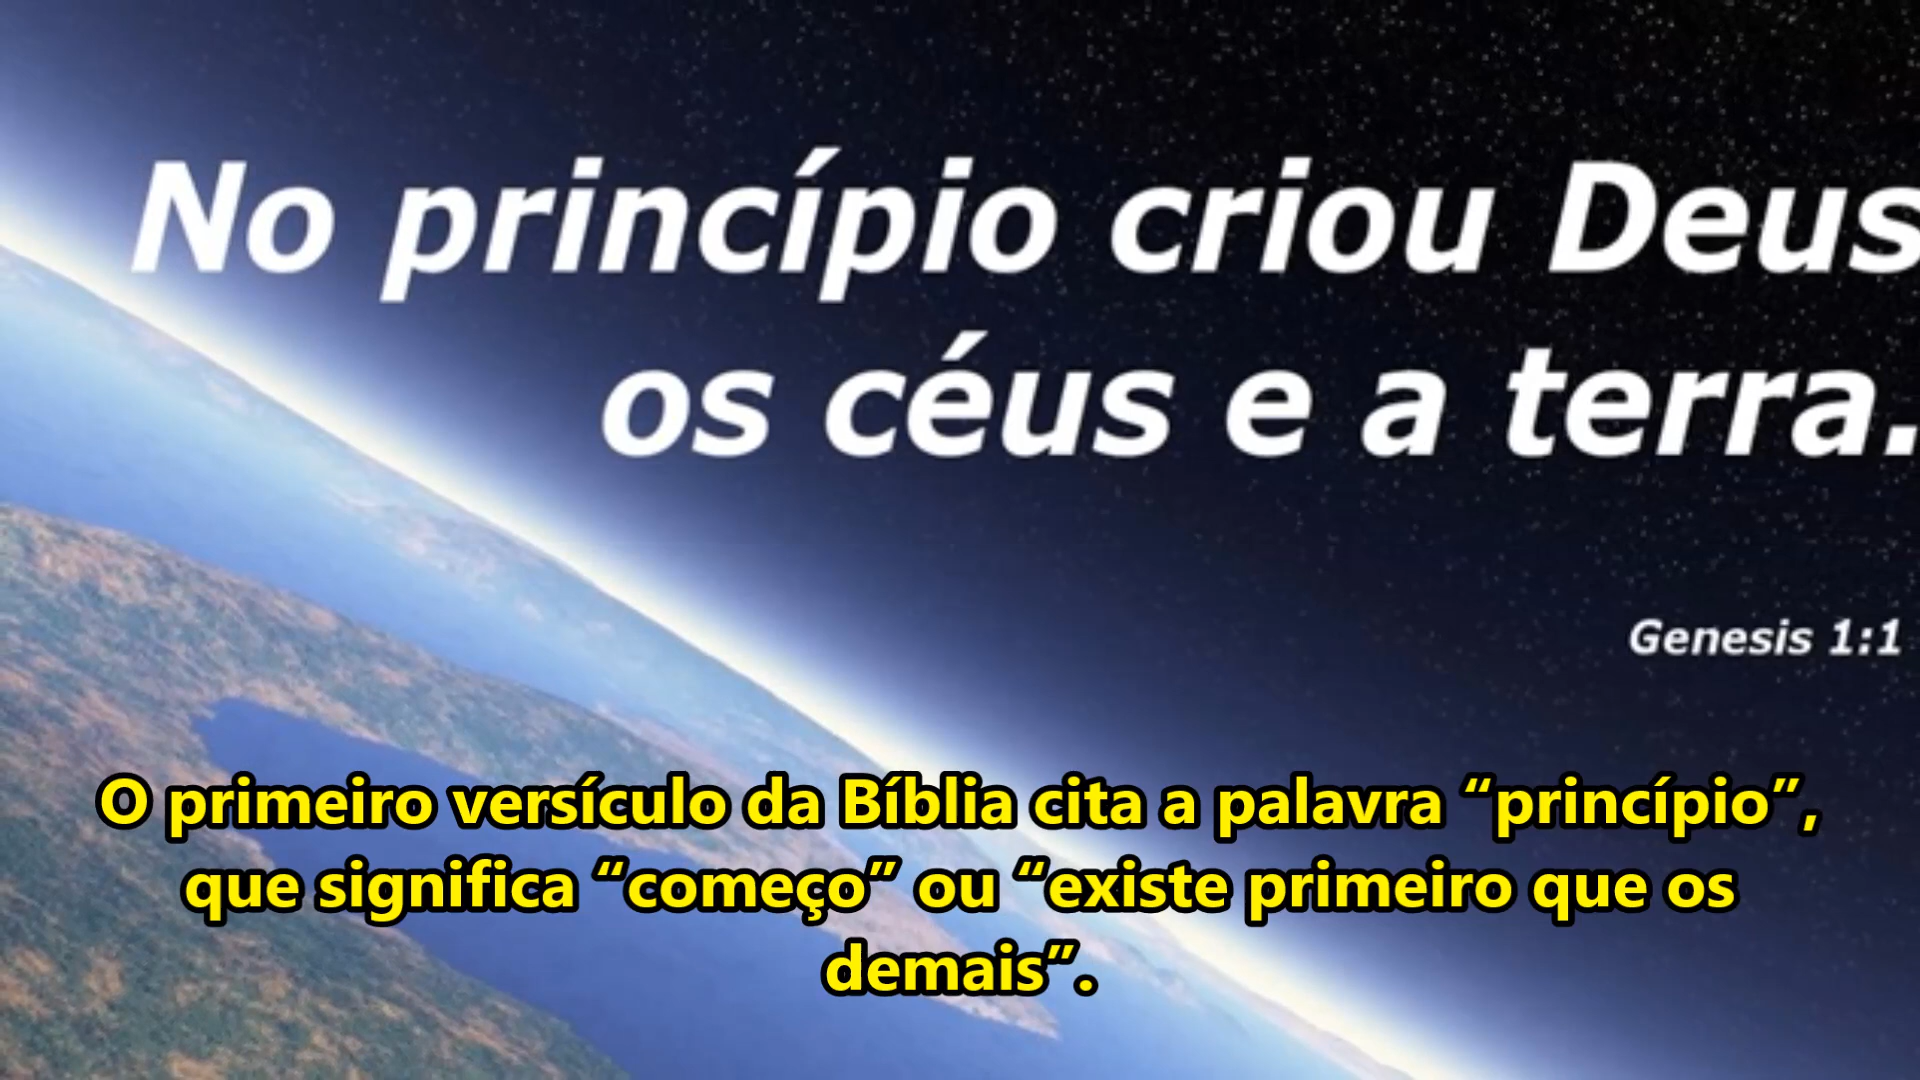 No princípio criou Deus
os céus e a terra.
Genesis 1:1
O primeiro versículo da Bíblia cita a palavra “princípio”,
que significa “começo” ou “existe primeiro que os
demais”.